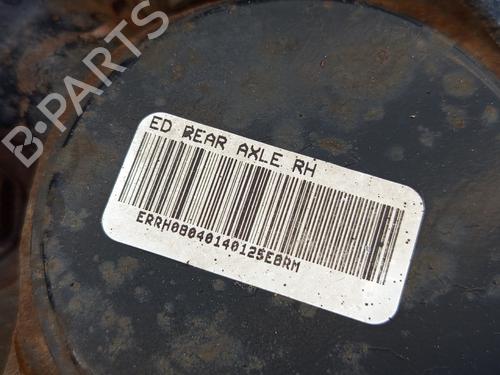 B-PARTS
ED REAR AXLE RH
ERRH08040140125EBRM